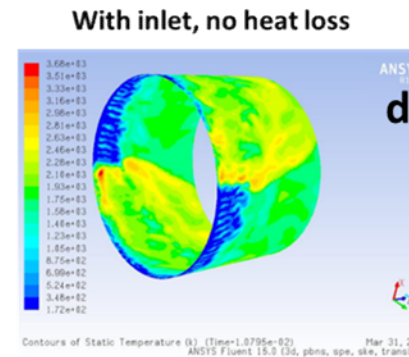 With inlet, no heat loss
ANSY
R
d
3.68e+03
3.51e+03
3.33e+03
3.16e+03
2.98e+03
2.81e+03
2.63e+03
2.46e+03
2.28e+03
2.10e+03
1.93e+03
1.75e+03
1.58e+03
1.40e+03
1.23e+03
1.05e+03
8.75e+02
6.99e+02
5.24e+02
3.48e+02
1.72e+02
Contours of Static Temperature (k) (Time=1.0795e-02) Mar 31, 2
ANSYS Fluent 15.0 (3d, pbns, spe, ske, trans